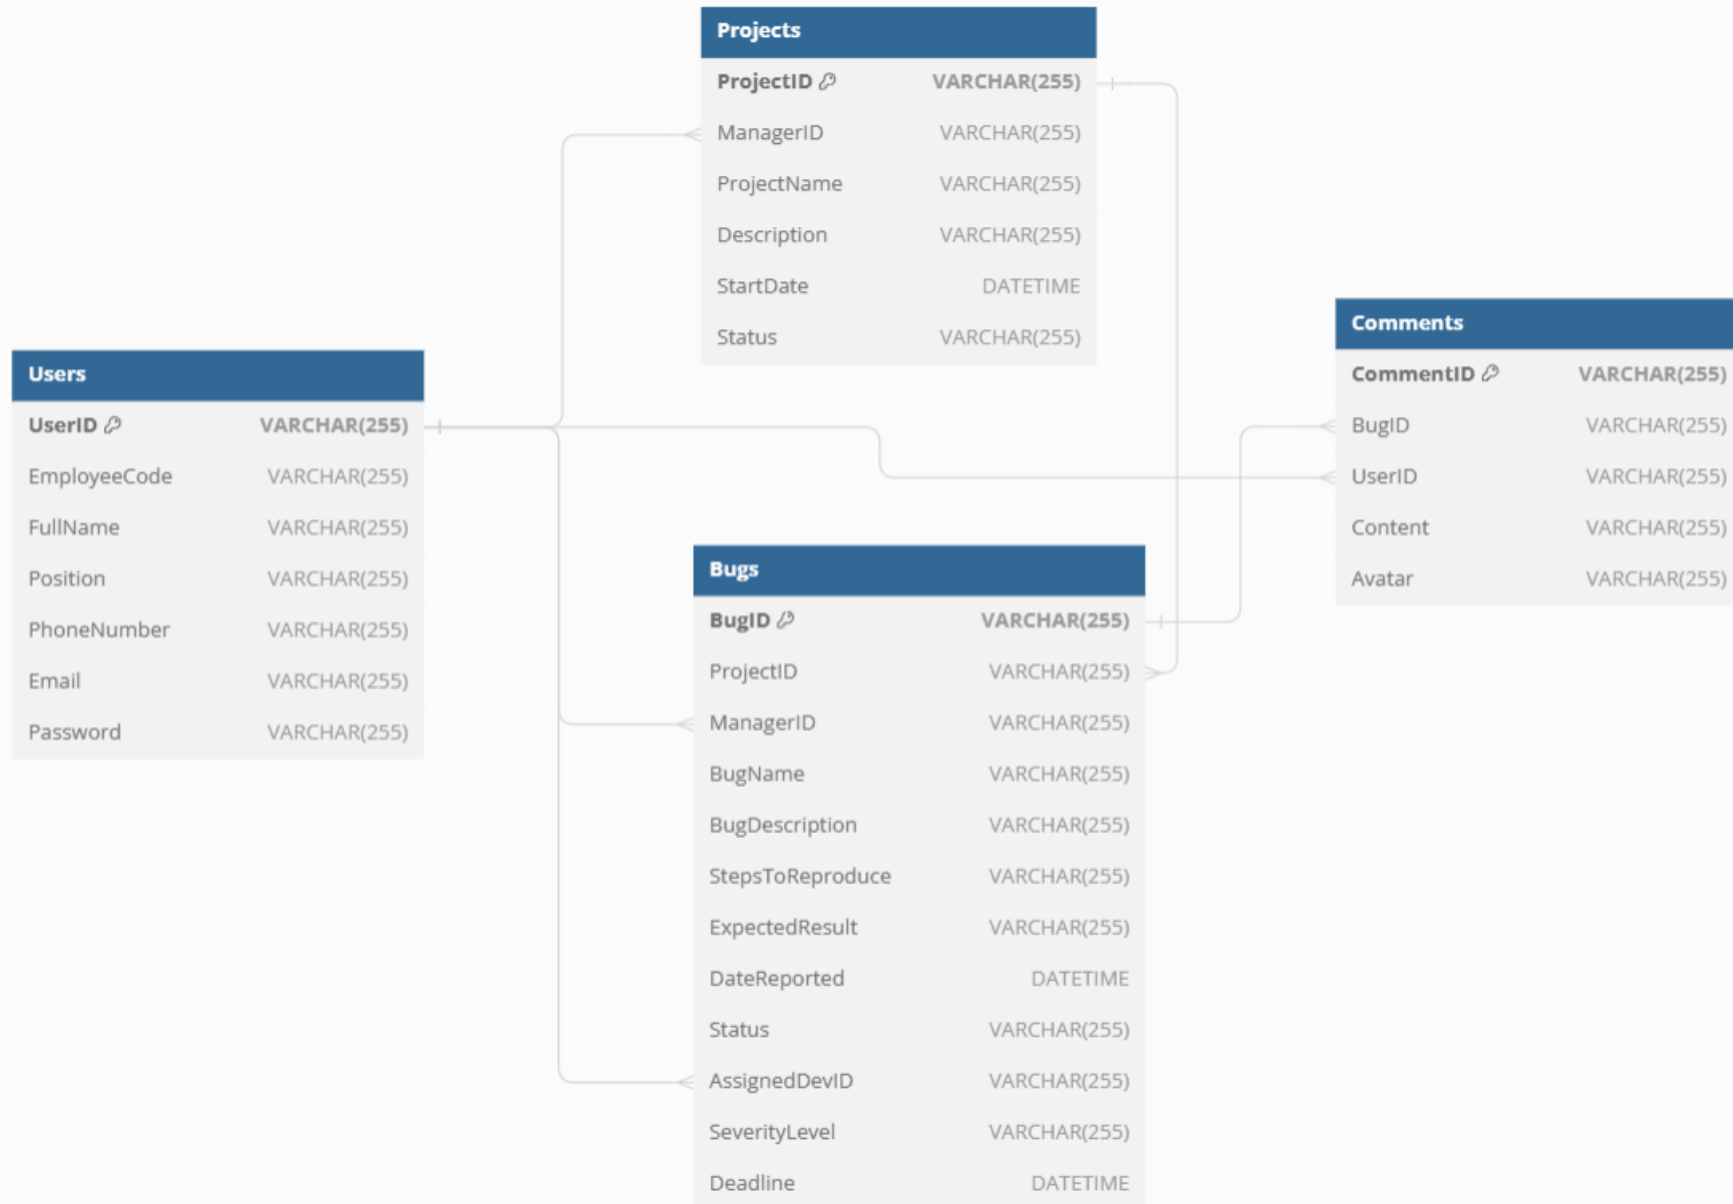 Projects
ProjectID VARCHAR(255)
ManagerID VARCHAR(255)
ProjectName VARCHAR(255)
Description VARCHAR(255)
StartDate DATETIME
Status VARCHAR(255)
Users
UserID VARCHAR(255)
EmployeeCode VARCHAR(255)
FullName VARCHAR(255)
Position VARCHAR(255)
PhoneNumber VARCHAR(255)
Email VARCHAR(255)
Password VARCHAR(255)
Bugs
BugID VARCHAR(255)
ProjectID VARCHAR(255)
ManagerID VARCHAR(255)
BugName VARCHAR(255)
BugDescription VARCHAR(255)
StepsToReproduce VARCHAR(255)
ExpectedResult VARCHAR(255)
DateReported DATETIME
Status VARCHAR(255)
AssignedDevID VARCHAR(255)
SeverityLevel VARCHAR(255)
Deadline DATETIME
Comments
CommentID VARCHAR(255)
BugID VARCHAR(255)
UserID VARCHAR(255)
Content VARCHAR(255)
Avatar VARCHAR(255)